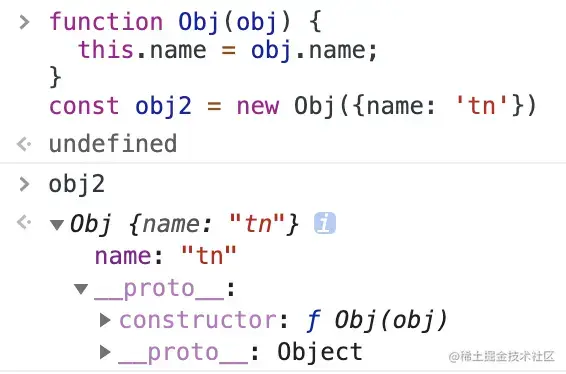 > function Obj(obj) {
this.name = obj.name;
}
const obj2 = new Obj({name: 'tn'})
undefined
> obj2
▼Obj {name: "tn"} i
name: "tn"
▼__proto__:
▶constructor: ƒ Obj(obj)
▶__proto__: Object
@稀土掘金技术社区